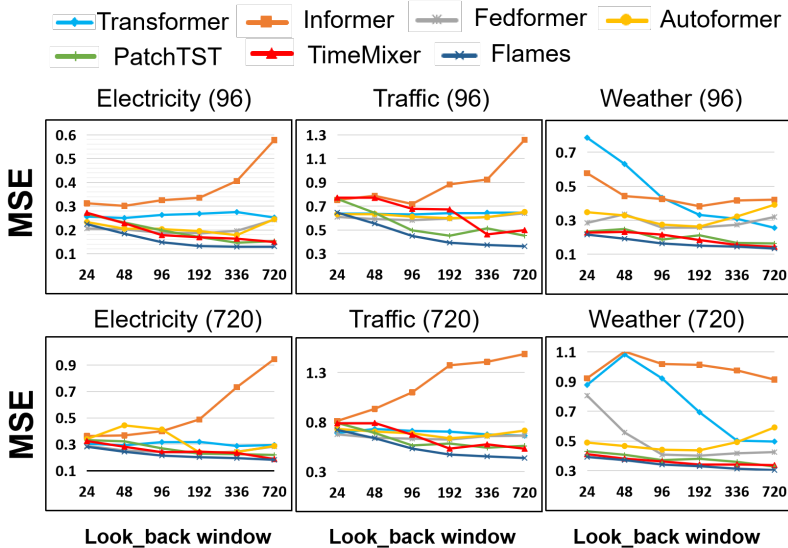 Transformer Informer Fedformer Autoformer
PatchTST TimeMixer Flames
Electricity (96) Traffic (96) Weather (96)
MSE
0.6 0.5 0.4 0.3 0.2 0.1
24 48 96 192 336 720
1.3 1.1 0.9 0.7 0.5 0.3
24 48 96 192 336 720
0.7 0.5 0.3 0.1
24 48 96 192 336 720
Electricity (720) Traffic (720) Weather (720)
MSE
0.9 0.7 0.5 0.3 0.1
24 48 96 192 336 720
1.3 0.8 0.3
24 48 96 192 336 720
1.1 0.9 0.7 0.5 0.3
24 48 96 192 336 720
Look_back window Look_back window Look_back window